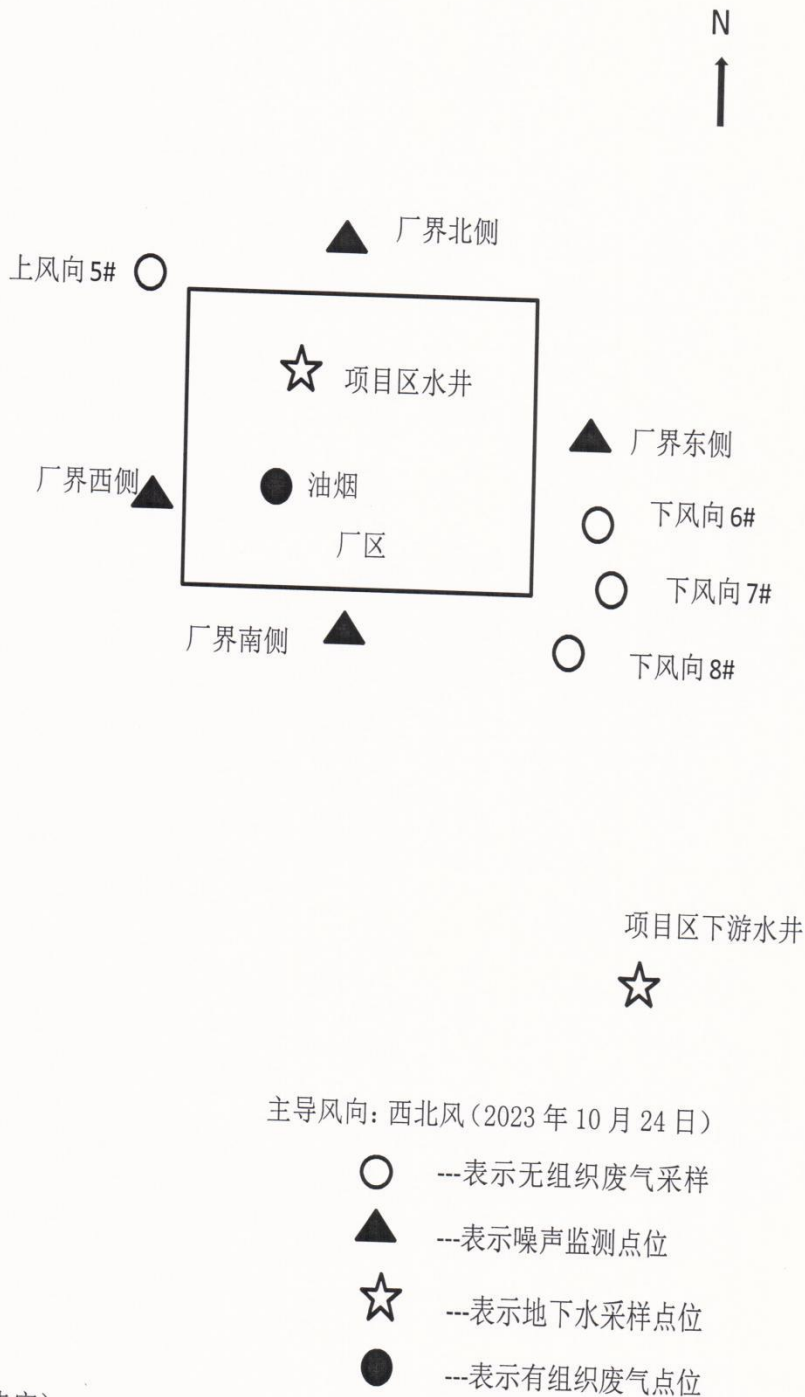 N
厂界北侧
上风向5#
项目区水井
厂界东侧
厂界西侧
油烟
下风向6#
厂区
下风向7#
厂界南侧
下风向8#
项目区下游水井
主导风向:西北风(2023年10月24日)
---表示无组织废气采样
---表示噪声监测点位
---表示地下水采样点位
---表示有组织废气点位